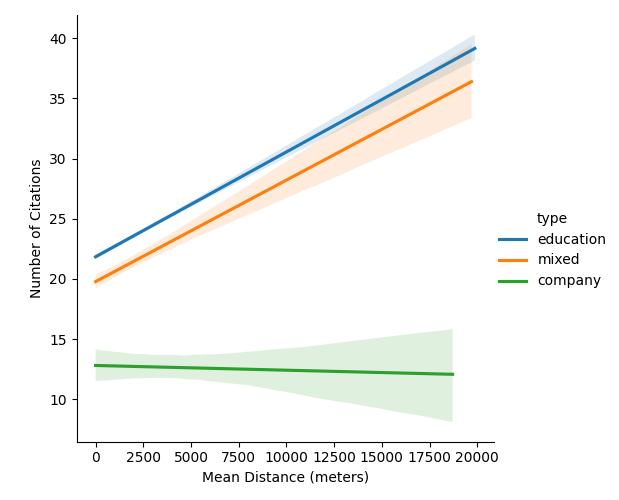 40
35
30
25
20
15
10
Number of Citations
0 2500 5000 7500 10000 12500 15000 17500 20000
Mean Distance (meters)
type
education
mixed
company